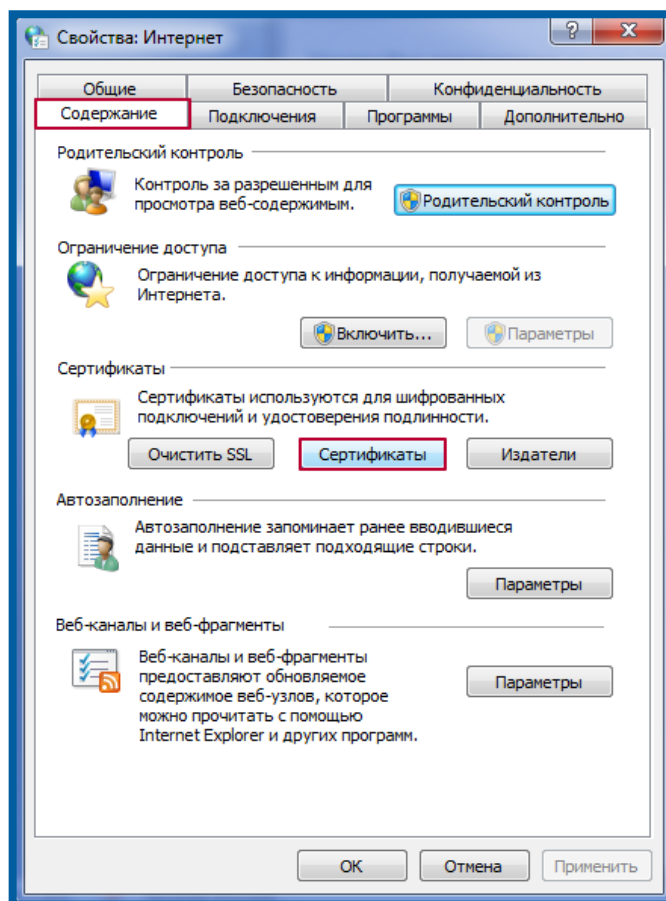 Свойства: Интернет
?
X
Общие
Безопасность
Конфиденциальность
Содержание
Подключения
Программы
Дополнительно
Родительский контроль
Контроль за разрешенным для
просмотра веб-содержимым.
Родительский контроль
Ограничение доступа
Ограничение доступа к информации, получаемой из
Интернета.
Включить...
Параметры
Сертификаты
Сертификаты используются для шифрованных
подключений и удостоверения подлинности.
Очистить SSL
Сертификаты
Издатели
Автозаполнение
Автозаполнение запоминает ранее вводившиеся
данные и подставляет подходящие строки.
Параметры
Веб-каналы и веб-фрагменты
Веб-каналы и веб-фрагменты
предоставляют обновляемое
содержимое веб-узлов, которое
можно прочитать с помощью
Internet Explorer и других программ.
Параметры
ОК
Отмена
Применить